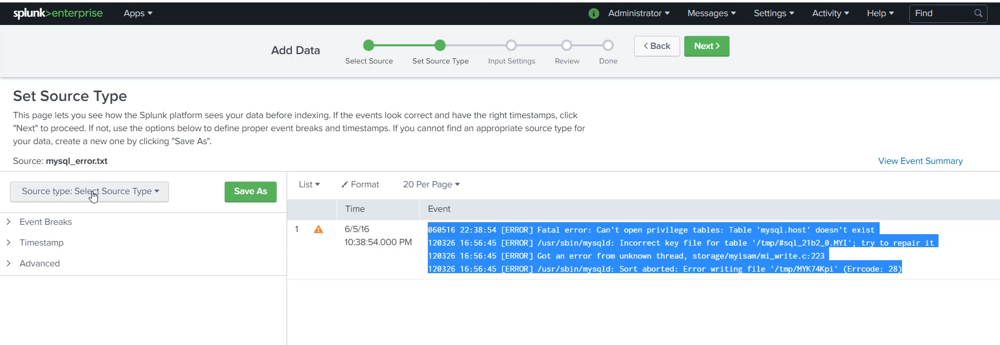 splunk>enterprise Apps Administrator Messages Settings Activity Help Find
Add Data
Select Source Set Source Type Input Settings Review Done
Back Next
Set Source Type
This page lets you see how the Splunk platform sees your data before indexing. If the events look correct and have the right timestamps, click
"Next" to proceed. If not, use the options below to define proper event breaks and timestamps. If you cannot find an appropriate source type for
your data, create a new one by clicking "Save As".
Source: mysql_error.txt
View Event Summary
Source type: Select Source Type
Save As
Event Breaks
Timestamp
Advanced
List Format 20 Per Page
Time Event
1
6/5/16
10:38:54.000 PM
060516 22:38:54 [ERROR] Fatal error: Can't open privilege tables: Table 'mysql.host' doesn't exist
120326 16:56:45 [ERROR] /usr/sbin/mysqld: Incorrect key file for table '/tmp/#sql_21b2_0.MYI'; try to repair it
120326 16:56:45 [ERROR] Got an error from unknown thread, storage/myisam/mi_write.c:223
120326 16:56:45 [ERROR] /usr/sbin/mysqld: Sort aborted: Error writing file '/tmp/MYK74Kpi' (Errcode: 28)